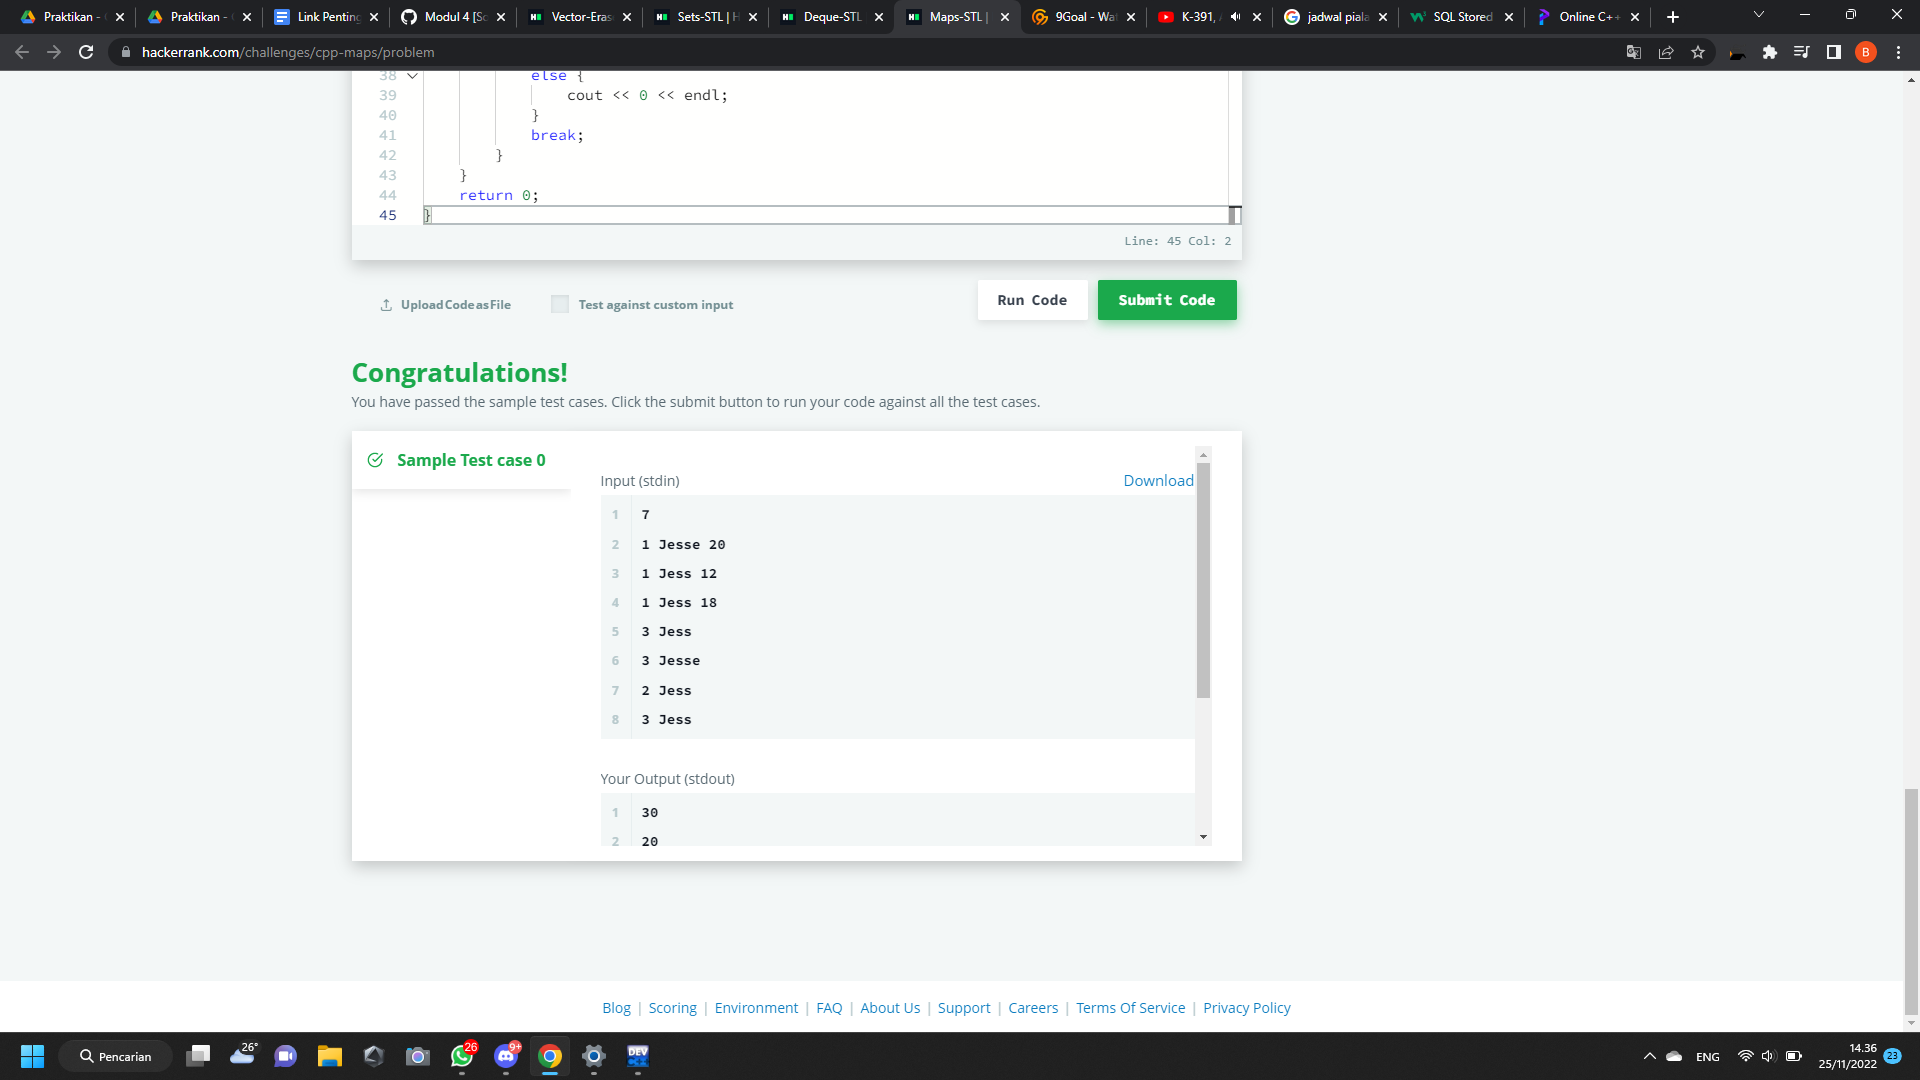 Praktikan - 
Praktikan - 
Link Penting
Modul 4 [Sc
Vector-Eras
Sets-STL | H
Deque-STL
Maps-STL |
9Goal - Wat
K-391,
jadwal piala
SQL Stored
Online C++
hackerrank.com/challenges/cpp-maps/problem
B
38 else {
39 cout << 0 << endl;
40 }
41 break;
42 }
43 }
44 return 0;
45 }
Line: 45 Col: 2
Upload Code as File
Test against custom input
Run Code
Submit Code
Congratulations!
You have passed the sample test cases. Click the submit button to run your code against all the test cases.
Sample Test case 0
Input (stdin)
Download
1 7
2 1 Jesse 20
3 1 Jess 12
4 1 Jess 18
5 3 Jess
6 3 Jesse
7 2 Jess
8 3 Jess
Your Output (stdout)
1 30
2 20
Blog | Scoring | Environment | FAQ | About Us | Support | Careers | Terms Of Service | Privacy Policy
Pencarian
26°
26
9+
DEV
ENG
14.36
25/11/2022
23